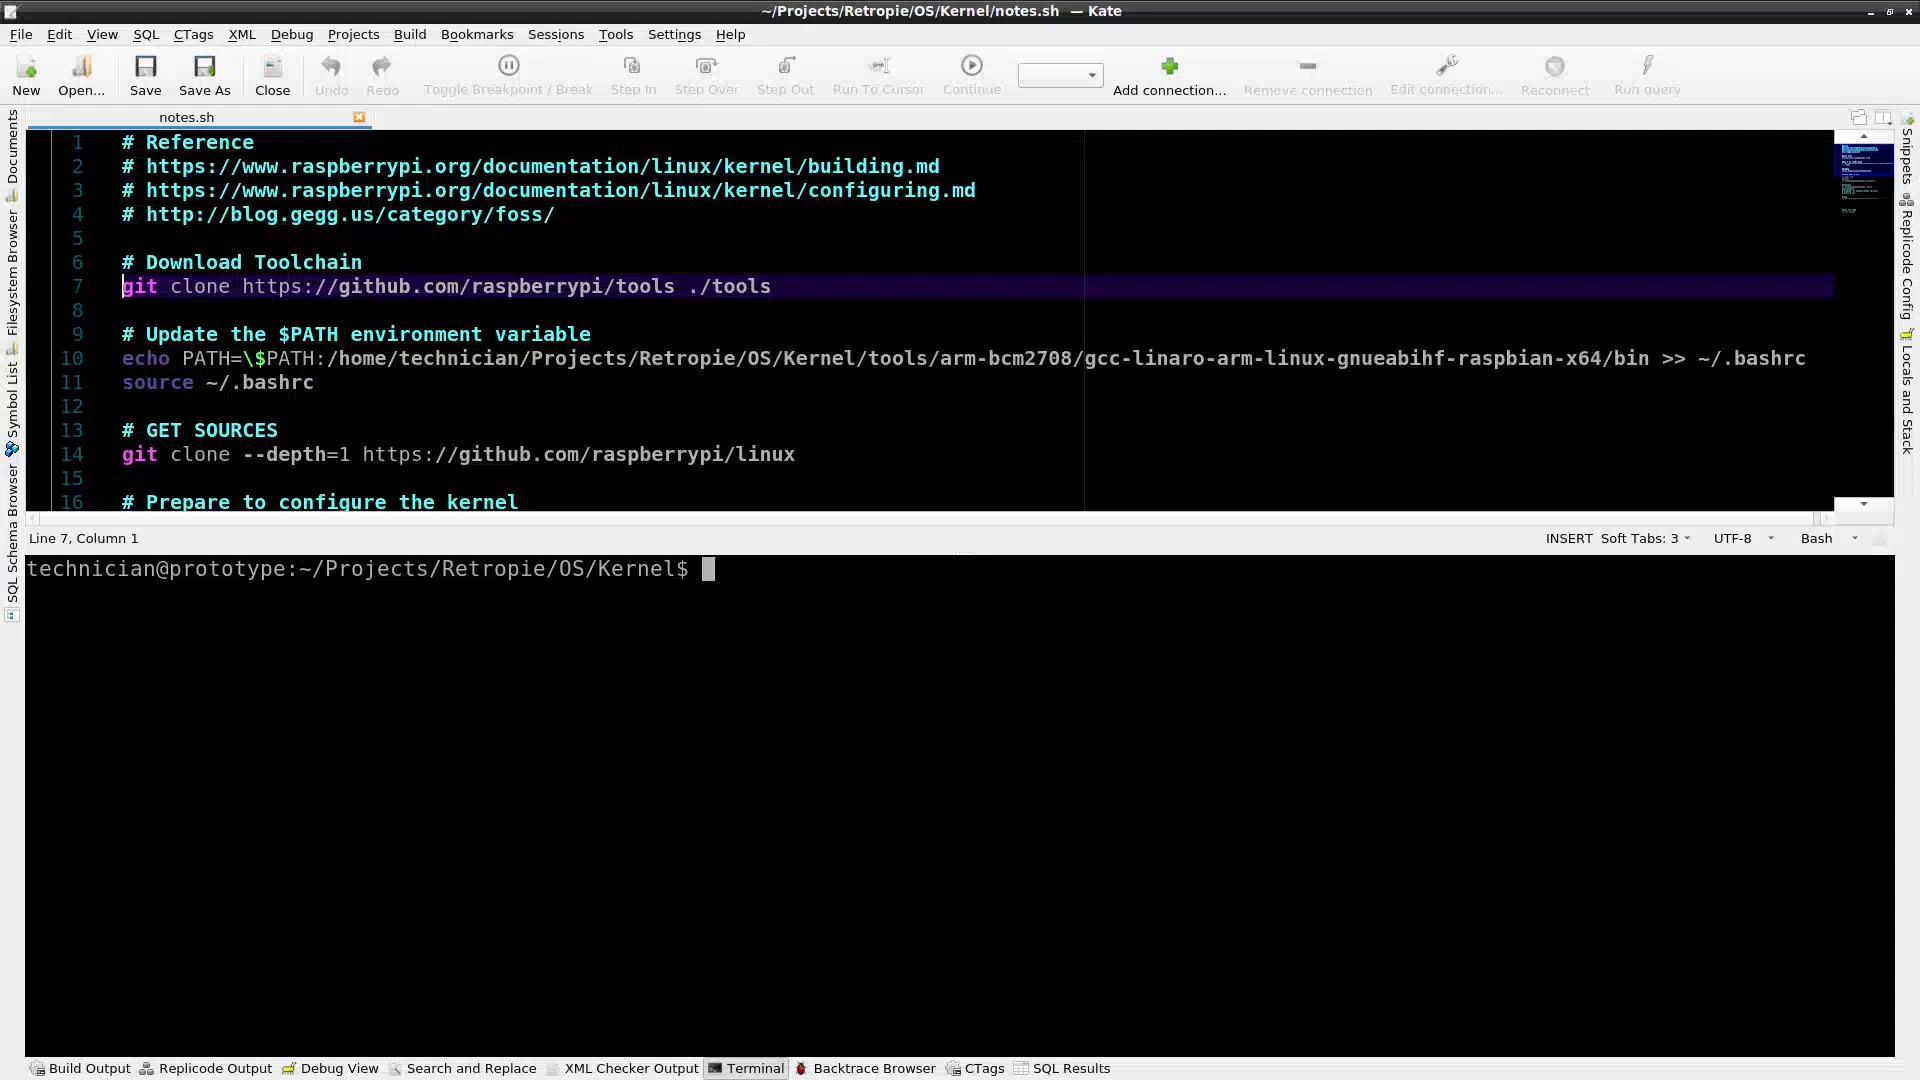 ~/Projects/Retropie/OS/Kernel/notes.sh — Kate
File Edit View SQL CTags XML Debug Projects Build Bookmarks Sessions Tools Settings Help
New Open... Save Save As Close Undo Redo Toggle Breakpoint / Break Step In Step Over Step Out Run To Cursor Continue Add connection... Remove connection Edit connection... Reconnect Run query
notes.sh
Documents
Filesystem Browser
Symbol List
SQL Schema Browser
1 # Reference
2 # https://www.raspberrypi.org/documentation/linux/kernel/building.md
3 # https://www.raspberrypi.org/documentation/linux/kernel/configuring.md
4 # http://blog.gegg.us/category/foss/
5
6 # Download Toolchain
7 git clone https://github.com/raspberrypi/tools ./tools
8
9 # Update the $PATH environment variable
10 echo PATH=\$PATH:/home/technician/Projects/Retropie/OS/Kernel/tools/arm-bcm2708/gcc-linaro-arm-linux-gnueabihf-raspbian-x64/bin >> ~/.bashrc
11 source ~/.bashrc
12
13 # GET SOURCES
14 git clone --depth=1 https://github.com/raspberrypi/linux
15
16 # Prepare to configure the kernel
Snippets
Replicode Config
Locals and Stack
Line 7, Column 1 INSERT Soft Tabs: 3 UTF-8 Bash
technician@prototype:~/Projects/Retropie/OS/Kernel$
Build Output Replicode Output Debug View Search and Replace XML Checker Output Terminal Backtrace Browser CTags SQL Results